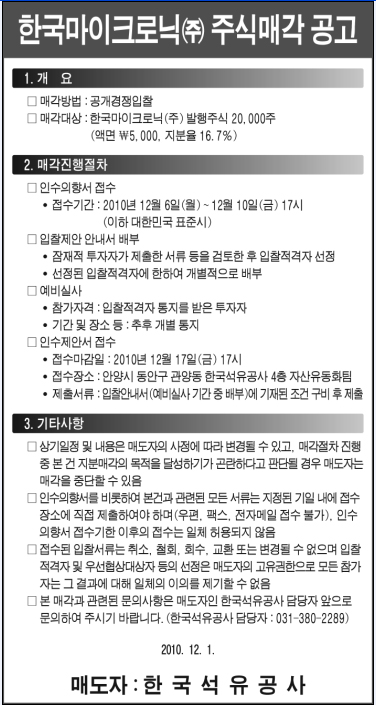 한국마이크로닉㈜ 주식매각 공고
1. 개 요
□ 매각방법 : 공개경쟁입찰
□ 매각대상 : 한국마이크로닉(주) 발행주식 20,000주
(액면 ₩5,000, 지분율 16.7%)
2. 매각진행절차
□ 인수의향서 접수
• 접수기간 : 2010년 12월 6일(월) ~ 12월 10일(금) 17시
(이하 대한민국 표준시)
□ 입찰제안 안내서 배부
• 잠재적 투자자가 제출한 서류 등을 검토한 후 입찰적격자 선정
• 선정된 입찰적격자에 한하여 개별적으로 배부
□ 예비실사
• 참가자격 : 입찰적격자 통지를 받은 투자자
• 기간 및 장소 등 : 추후 개별 통지
□ 인수제안서 접수
• 접수마감일 : 2010년 12월 17일(금) 17시
• 접수장소 : 안양시 동안구 관양동 한국석유공사 4층 자산유동화팀
• 제출서류 : 입찰안내서(예비실사 기간 중 배부)에 기재된 조건 구비 후 제출
3. 기타사항
□ 상기일정 및 내용은 매도자의 사정에 따라 변경될 수 있고, 매각절차 진행
중 본 건 지분매각의 목적을 달성하기가 곤란하다고 판단될 경우 매도자는
매각을 중단할 수 있음
□ 인수의향서를 비롯하여 본건과 관련된 모든 서류는 지정된 기일 내에 접수
장소에 직접 제출하여야 하며(우편, 팩스, 전자메일 접수 불가), 인수
의향서 접수기한 이후의 접수는 일체 허용되지 않음
□ 접수된 입찰서류는 취소, 철회, 회수, 교환 또는 변경될 수 없으며 입찰
적격자 및 우선협상대상자 등의 선정은 매도자의 고유권한으로 모든 참가
자는 그 결과에 대해 일체의 이의를 제기할 수 없음
□ 본 매각과 관련된 문의사항은 매도자인 한국석유공사 담당자 앞으로
문의하여 주시기 바랍니다. (한국석유공사 담당자 : 031-380-2289)
2010. 12. 1.
매도자 : 한 국 석 유 공 사